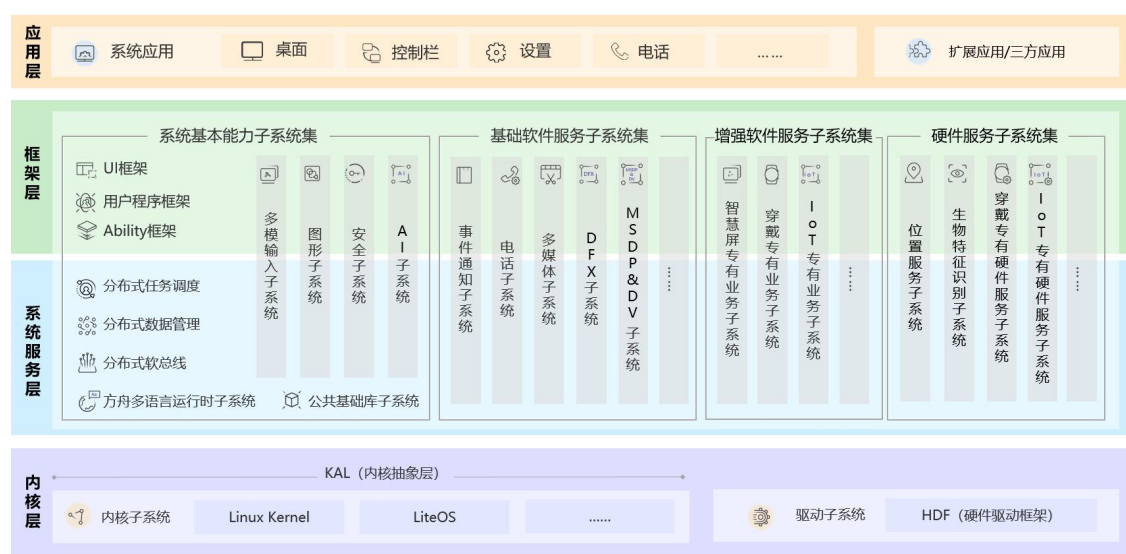 应用层
系统应用
桌面
控制栏
设置
电话
……
扩展应用/三方应用
框架层
系统服务层
系统基本能力子系统集
UI框架
用户程序框架
Ability框架
分布式任务调度
分布式数据管理
分布式软总线
方舟多语言运行时子系统
公共基础库子系统
多模输入子系统
图形子系统
安全子系统
AI
AI子系统
基础软件服务子系统集
事件通知子系统
电话子系统
多媒体子系统
DFX
DFX子系统
MSDP & DV
MSDP&DV子系统
……
增强软件服务子系统集
智慧屏专有业务子系统
穿戴专有业务子系统
IoT
IoT专有业务子系统
……
硬件服务子系统集
位置服务子系统
生物特征识别子系统
穿戴专有硬件服务子系统
IoT
IoT专有硬件服务子系统
……
内核层
KAL（内核抽象层）
内核子系统
Linux Kernel
LiteOS
……
驱动子系统
HDF（硬件驱动框架）